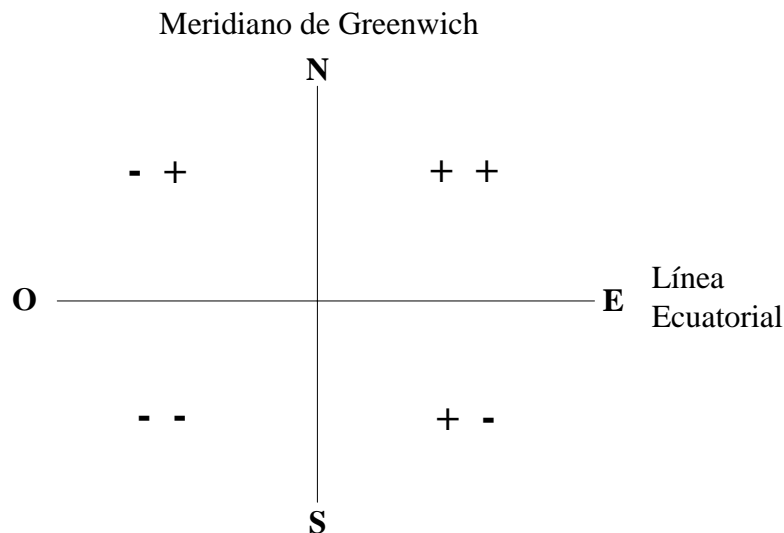 Meridiano de Greenwich
N
- +
+ +
O
E
Línea
Ecuatorial
- -
+ -
S